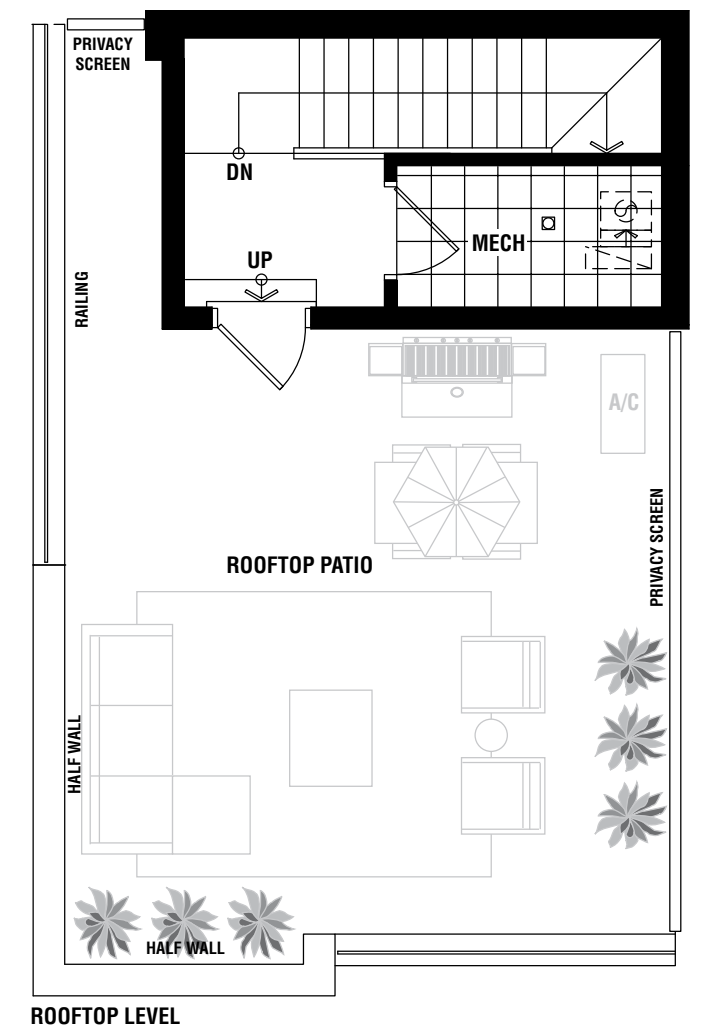 PRIVACY
SCREEN
DN
UP
MECH
RAILING
A/C
PRIVACY SCREEN
ROOFTOP PATIO
HALF WALL
HALF WALL
ROOFTOP LEVEL